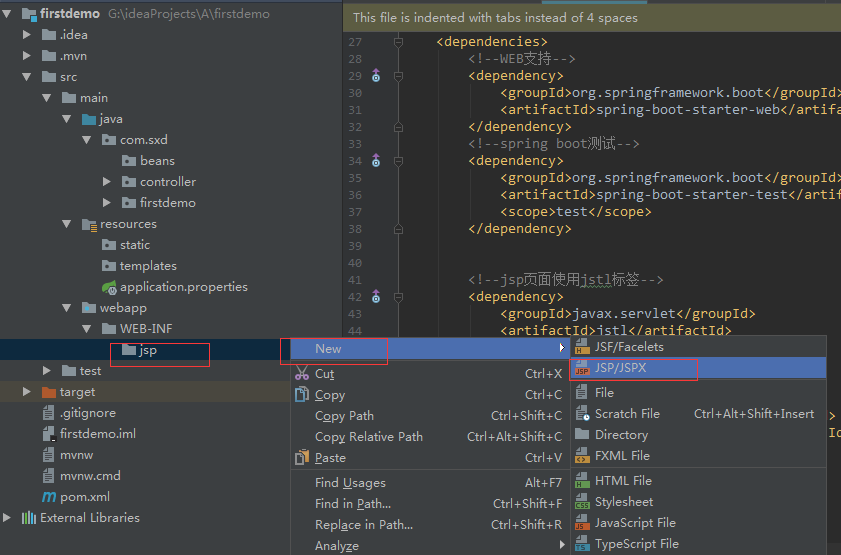 firstdemo G:\ideaProjects\A\firstdemo
.idea
.mvn
src
main
java
com.sxd
beans
controller
firstdemo
resources
static
templates
application.properties
webapp
WEB-INF
jsp
test
target
.gitignore
firstdemo.iml
mvnw
mvnw.cmd
pom.xml
External Libraries
This file is indented with tabs instead of 4 spaces
27 <dependencies>
28 <!--WEB支持-->
29 <dependency>
30 <groupId>org.springframework.boot</groupId>
31 <artifactId>spring-boot-starter-web</artifa
32 </dependency>
33 <!--spring boot测试-->
34 <dependency>
35 <groupId>org.springframework.boot</groupId>
36 <artifactId>spring-boot-starter-test</artif
37 <scope>test</scope>
38 </dependency>
39
40
41 <!--jsp页面使用jstl标签-->
42 <dependency>
43 <groupId>javax.servlet</groupId>
44 <artifactId>jstl</artifactId>
New
Cut Ctrl+X
Copy Ctrl+C
Copy Path Ctrl+Shift+C
Copy Relative Path Ctrl+Alt+Shift+C
Paste Ctrl+V
Find Usages Alt+F7
Find in Path... Ctrl+Shift+F
Replace in Path... Ctrl+Shift+R
Analyze
JSF/Facelets
JSP/JSPX
File
Scratch File Ctrl+Alt+Shift+Insert
Directory
FXML File
HTML File
Stylesheet
JavaScript File
TypeScript File